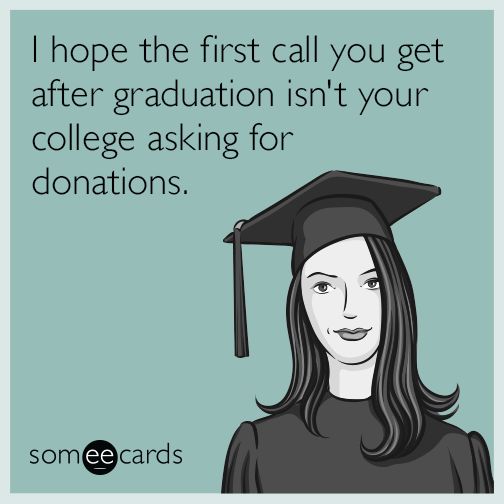 I hope the first call you get
after graduation isn't your
college asking for
donations.
someecards